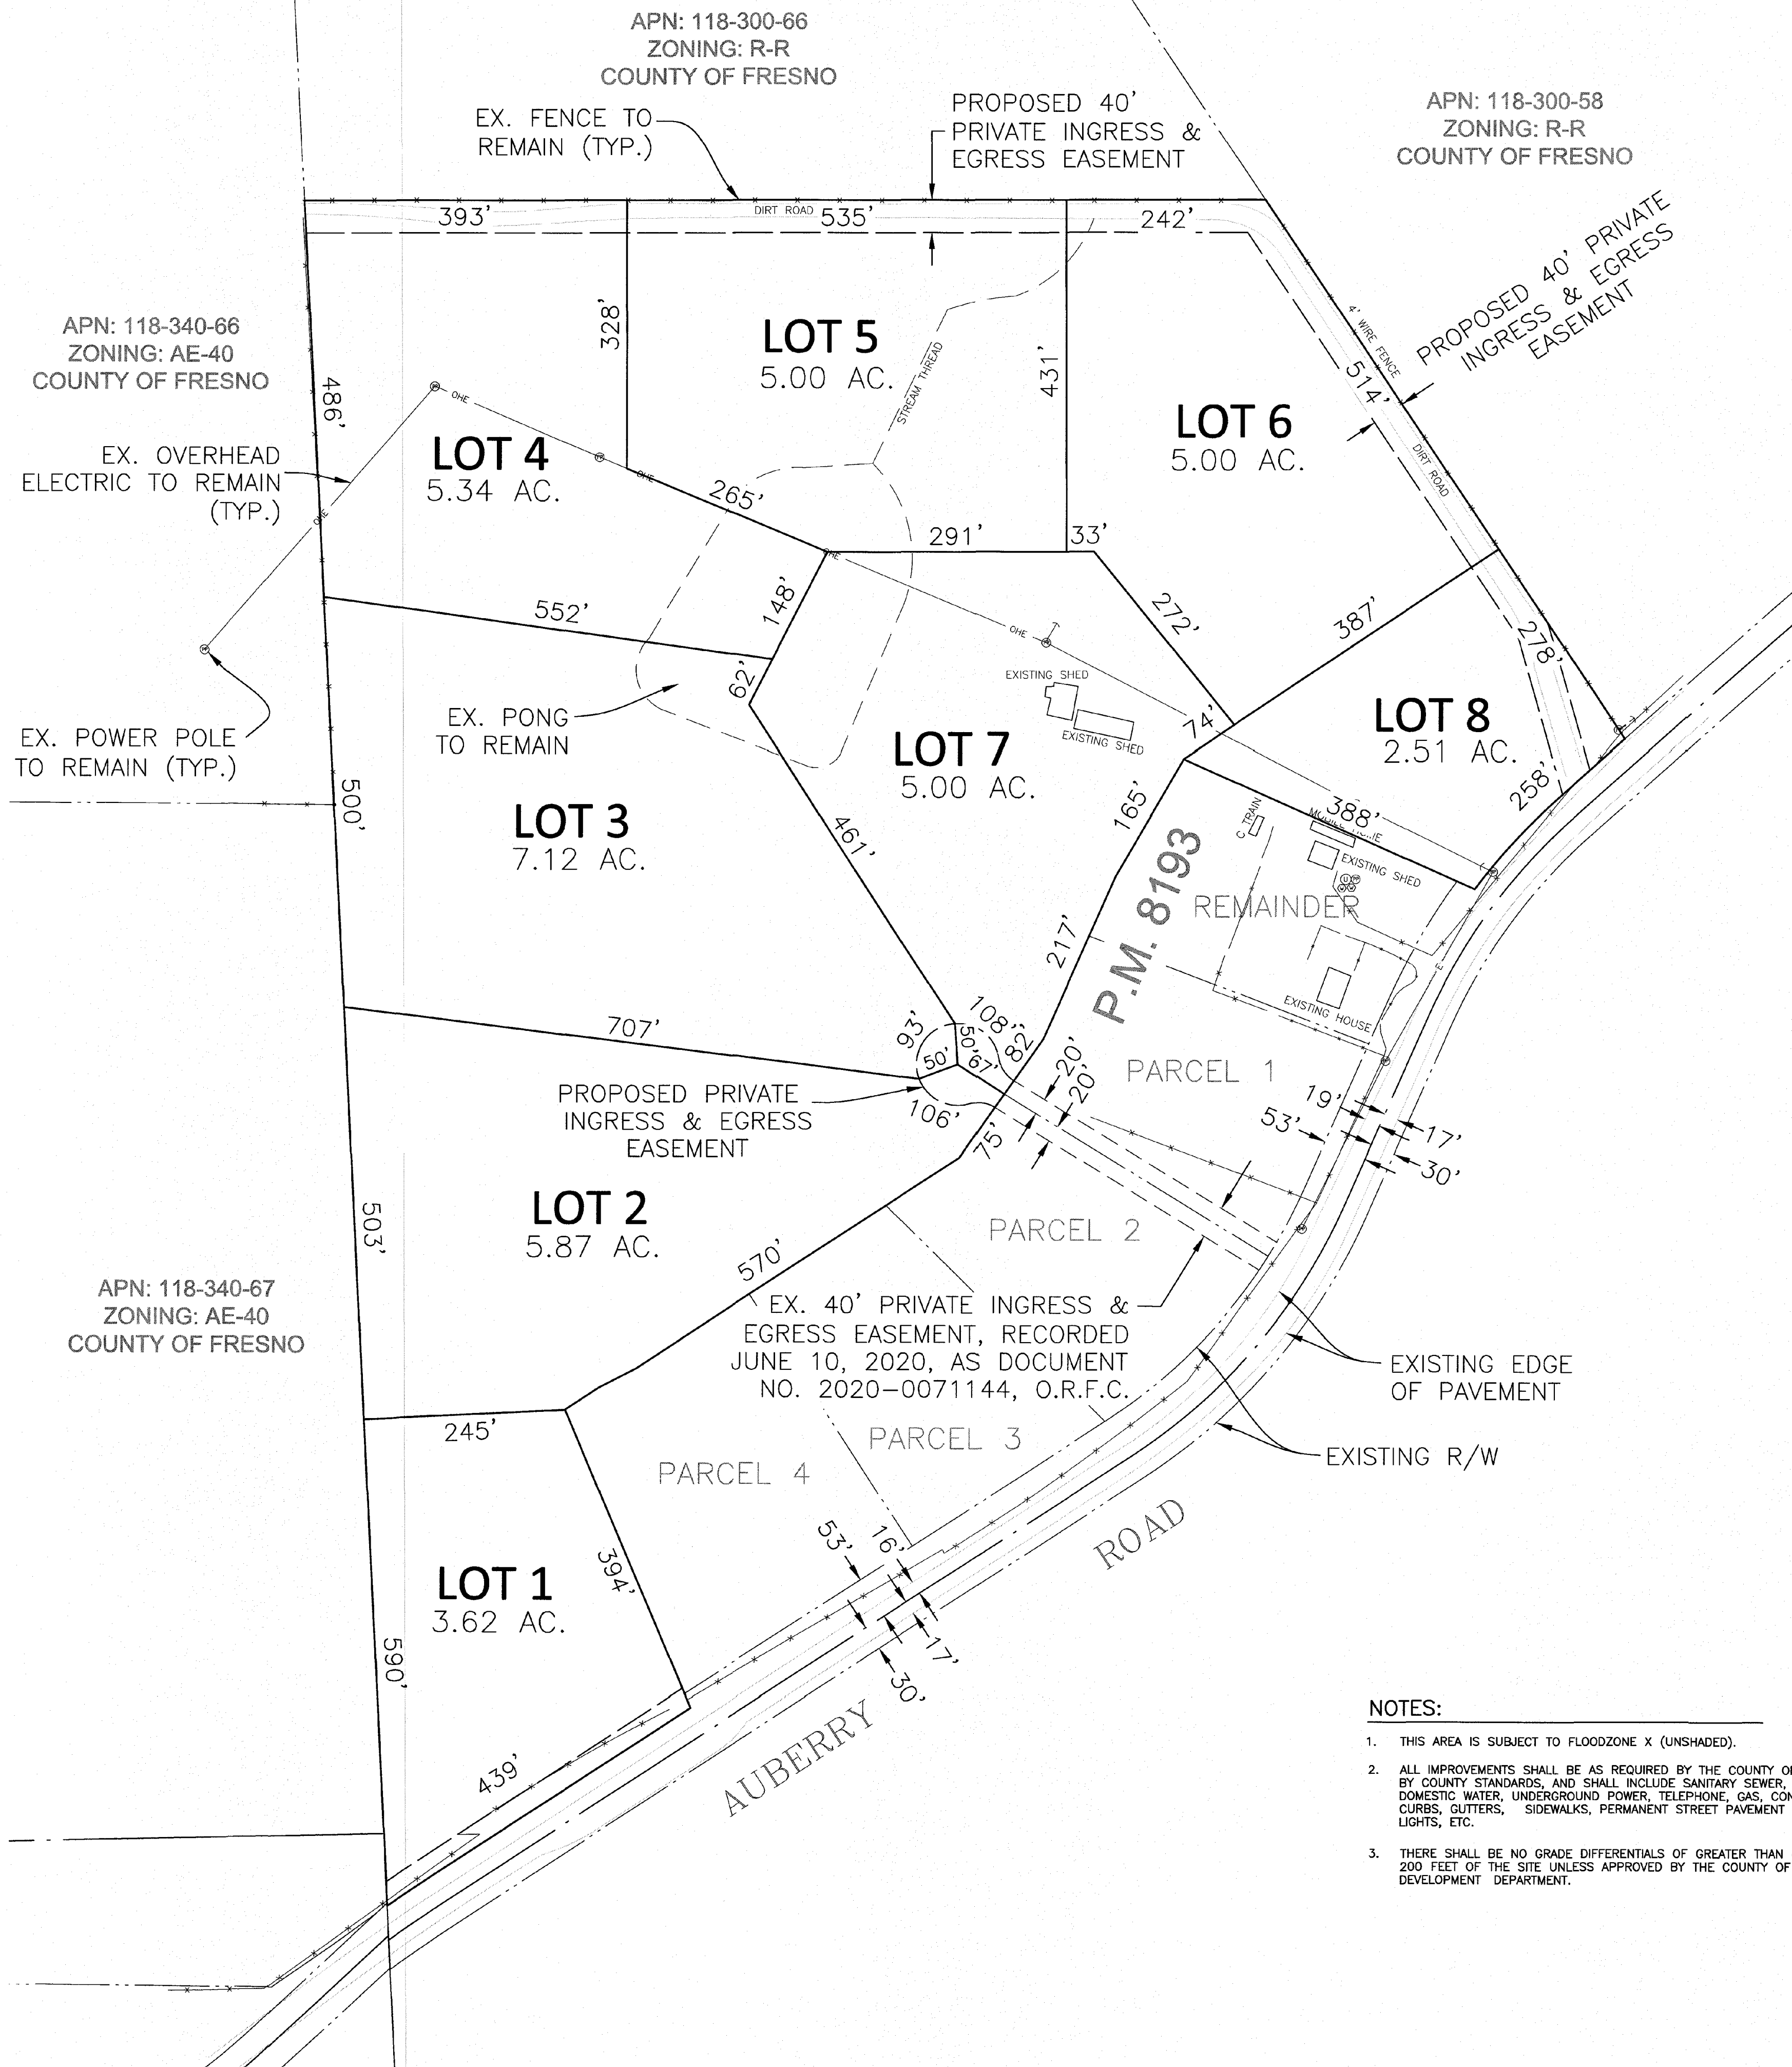 APN: 118-300-66
ZONING: R-R
COUNTY OF FRESNO
APN: 118-300-58
ZONING: R-R
COUNTY OF FRESNO
EX. FENCE TO
REMAIN (TYP.)
PROPOSED 40'
PRIVATE INGRESS &
EGRESS EASEMENT
393'
DIRT ROAD
535'
242'
PROPOSED 40' PRIVATE
INGRESS & EGRESS
EASEMENT
4' WIRE FENCE
514'
DIRT ROAD
APN: 118-340-66
ZONING: AE-40
COUNTY OF FRESNO
486'
328'
LOT 5
5.00 AC.
STREAM THREAD
431'
LOT 6
5.00 AC.
EX. OVERHEAD
ELECTRIC TO REMAIN
(TYP.)
OHE
OHE
LOT 4
5.34 AC.
OHE
265'
291'
33'
OHE
552'
148'
272'
387'
278'
62'
OHE
EXISTING SHED
EXISTING SHED
74'
EX. POWER POLE
TO REMAIN (TYP.)
EX. PONG
TO REMAIN
LOT 7
5.00 AC.
LOT 8
2.51 AC.
258'
500'
LOT 3
7.12 AC.
461'
165'
388'
C TRAIN
EXISTING SHED
P.M. 8193
REMAINDER
217'
EXISTING HOUSE
707'
93'
108'
50'
50'
67'
82'
20'
20'
PARCEL 1
PROPOSED PRIVATE
INGRESS & EGRESS
EASEMENT
106'
75'
19'
53'
17'
30'
503'
LOT 2
5.87 AC.
PARCEL 2
570'
APN: 118-340-67
ZONING: AE-40
COUNTY OF FRESNO
EX. 40' PRIVATE INGRESS &
EGRESS EASEMENT, RECORDED
JUNE 10, 2020, AS DOCUMENT
NO. 2020-0071144, O.R.F.C.
EXISTING EDGE
OF PAVEMENT
245'
PARCEL 3
EXISTING R/W
PARCEL 4
LOT 1
3.62 AC.
394'
53'
16'
17'
30'
590'
439'
AUBERRY ROAD
NOTES:
1. THIS AREA IS SUBJECT TO FLOODZONE X (UNSHADED).
2. ALL IMPROVEMENTS SHALL BE AS REQUIRED BY THE COUNTY
BY COUNTY STANDARDS, AND SHALL INCLUDE SANITARY SEWER,
DOMESTIC WATER, UNDERGROUND POWER, TELEPHONE, GAS,
CURBS, GUTTERS, SIDEWALKS, PERMANENT STREET PAVEMENT
LIGHTS, ETC.
3. THERE SHALL BE NO GRADE DIFFERENTIALS OF GREATER THAN
200 FEET OF THE SITE UNLESS APPROVED BY THE COUNTY OF
DEVELOPMENT DEPARTMENT.